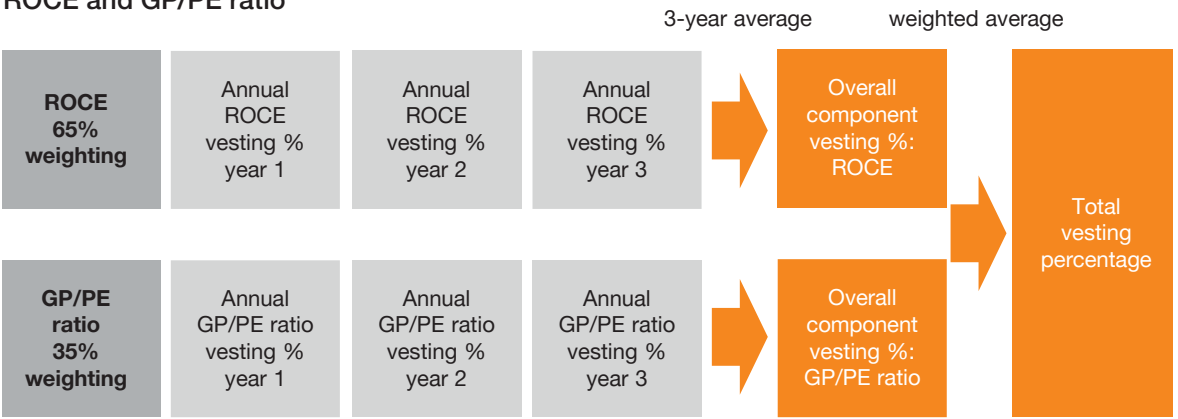 ROCE and GP/PE ratio
3-year average
weighted average
ROCE
65%
weighting
Annual
ROCE
vesting %
year 1
Annual
ROCE
vesting %
year 2
Annual
ROCE
vesting %
year 3
Overall
component
vesting %:
ROCE
Total
vesting
percentage
GP/PE
ratio
35%
weighting
Annual
GP/PE ratio
vesting %
year 1
Annual
GP/PE ratio
vesting %
year 2
Annual
GP/PE ratio
vesting %
year 3
Overall
component
vesting %:
GP/PE ratio